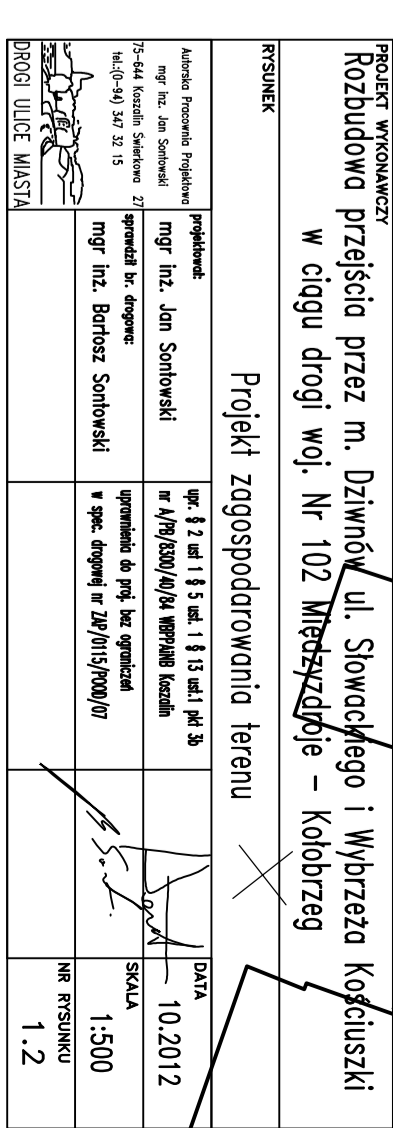 PROJEKT WYKONAWCZY
Rozbudowa przejścia przez m. Dziwnów ul. Słowackiego i Wybrzeża Kościuszki
w ciągu drogi woj. Nr 102 Międzyzdroje – Kołobrzeg
RYSUNEK
Projekt zagospodarowania terenu
Autorska Pracownia Projektowa
mgr inż. Jan Sontowski
75-644 Koszalin Świerkowa 27
tel.:(0-94) 347 32 15
DROGI ULICE MIASTA
projektował:
mgr inż. Jan Sontowski
upr. § 2 ust 1 § 5 ust. 1 § 13 ust.1 pkt 3b
nr A/PB/8300/40/84 WBPPAiNB Koszalin
sprawdził br. drogowa:
mgr inż. Bartosz Sontowski
uprawnienia do proj. bez ograniczeń
w spec. drogowej nr ZAP/0115/POOD/07
DATA
10.2012
SKALA
1:500
NR RYSUNKU
1.2